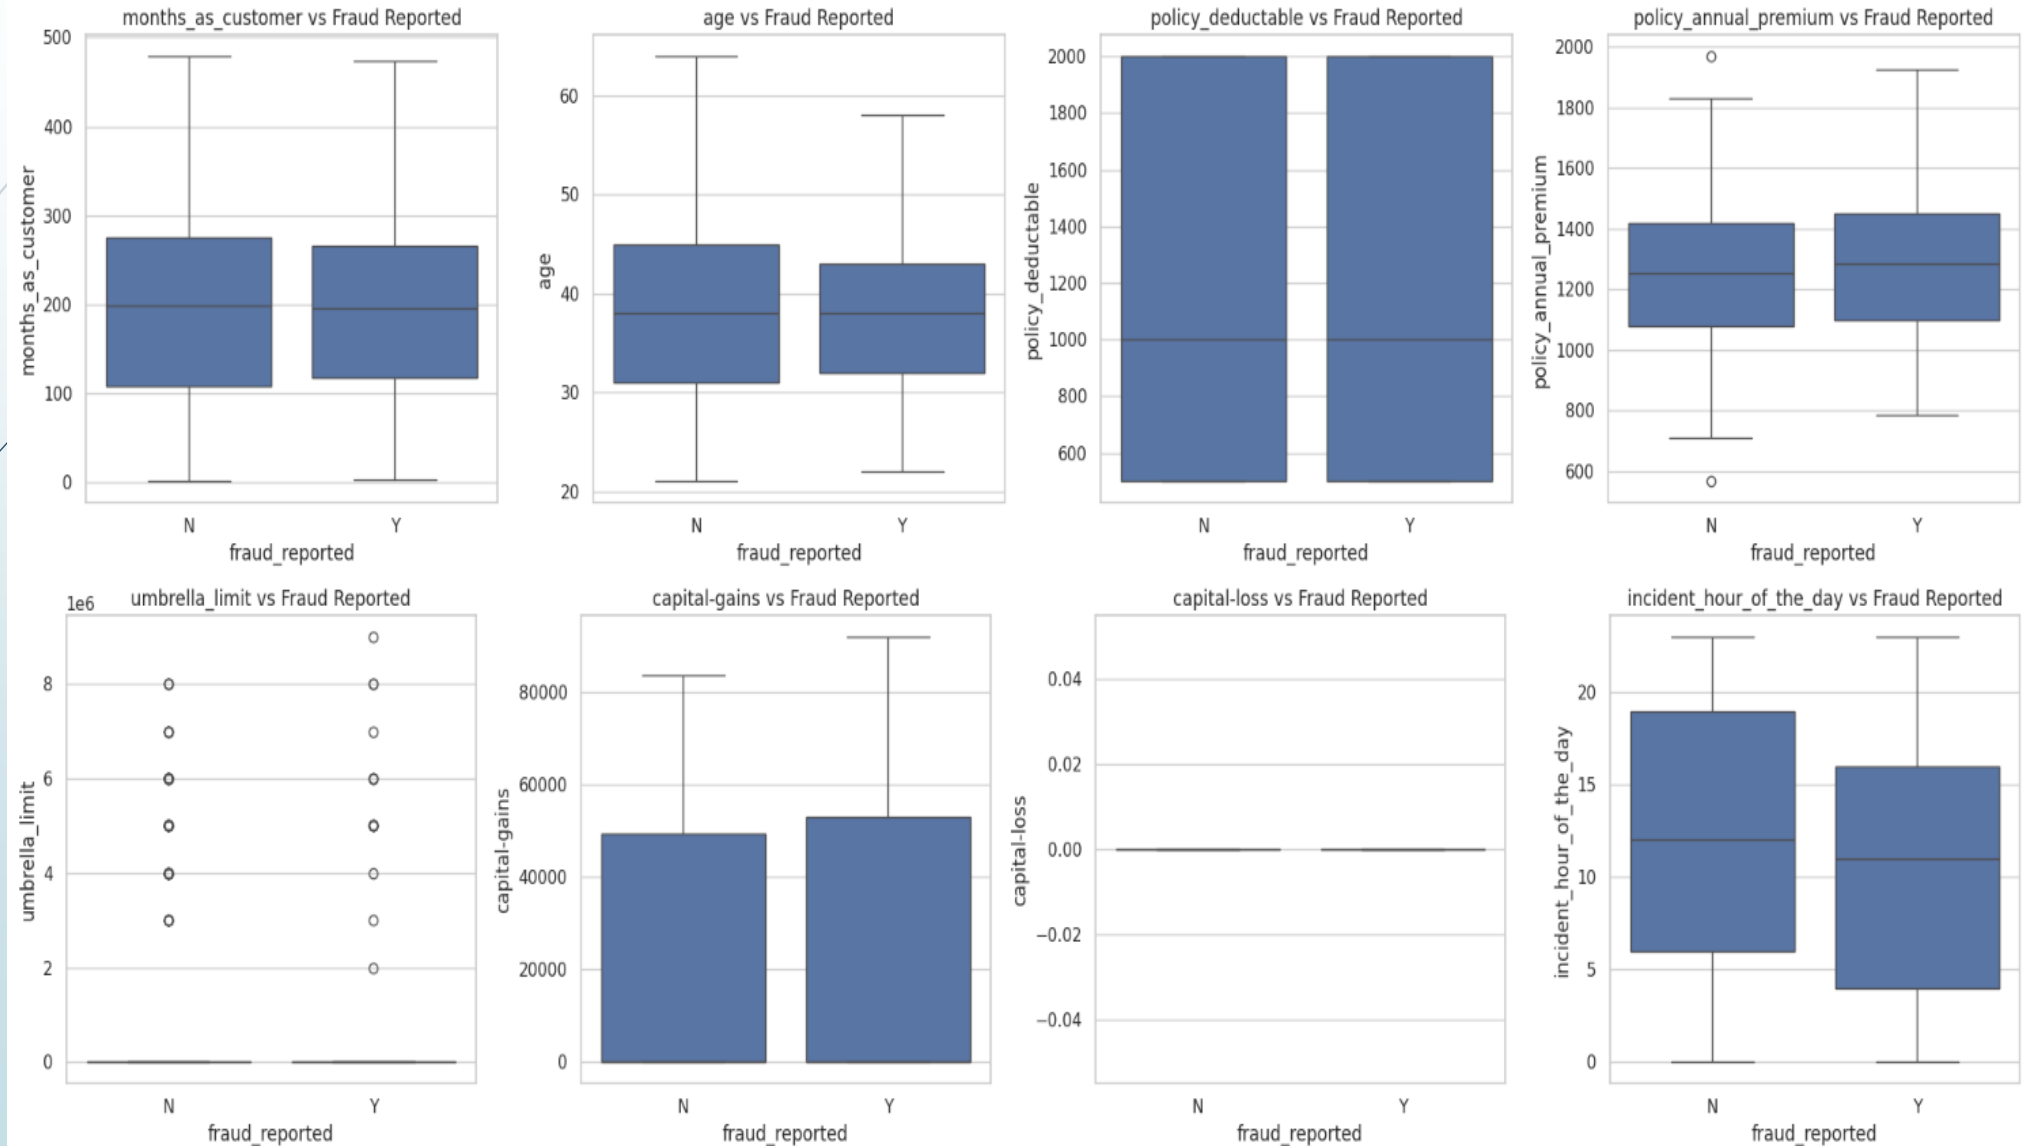 months_as_customer vs Fraud Reported
500
400
300
200
100
0
months_as_customer
N
Y
fraud_reported
age vs Fraud Reported
60
50
40
30
20
age
N
Y
fraud_reported
policy_deductable vs Fraud Reported
2000
1800
1600
1400
1200
1000
800
600
policy_deductable
N
Y
fraud_reported
policy_annual_premium vs Fraud Reported
2000
1800
1600
1400
1200
1000
800
600
policy_annual_premium
N
Y
fraud_reported
umbrella_limit vs Fraud Reported
1e6
8
6
4
2
0
umbrella_limit
N
Y
fraud_reported
capital-gains vs Fraud Reported
80000
60000
40000
20000
0
capital-gains
N
Y
fraud_reported
capital-loss vs Fraud Reported
0.04
0.02
0.00
−0.02
−0.04
capital-loss
N
Y
fraud_reported
incident_hour_of_the_day vs Fraud Reported
20
15
10
5
0
incident_hour_of_the_day
N
Y
fraud_reported